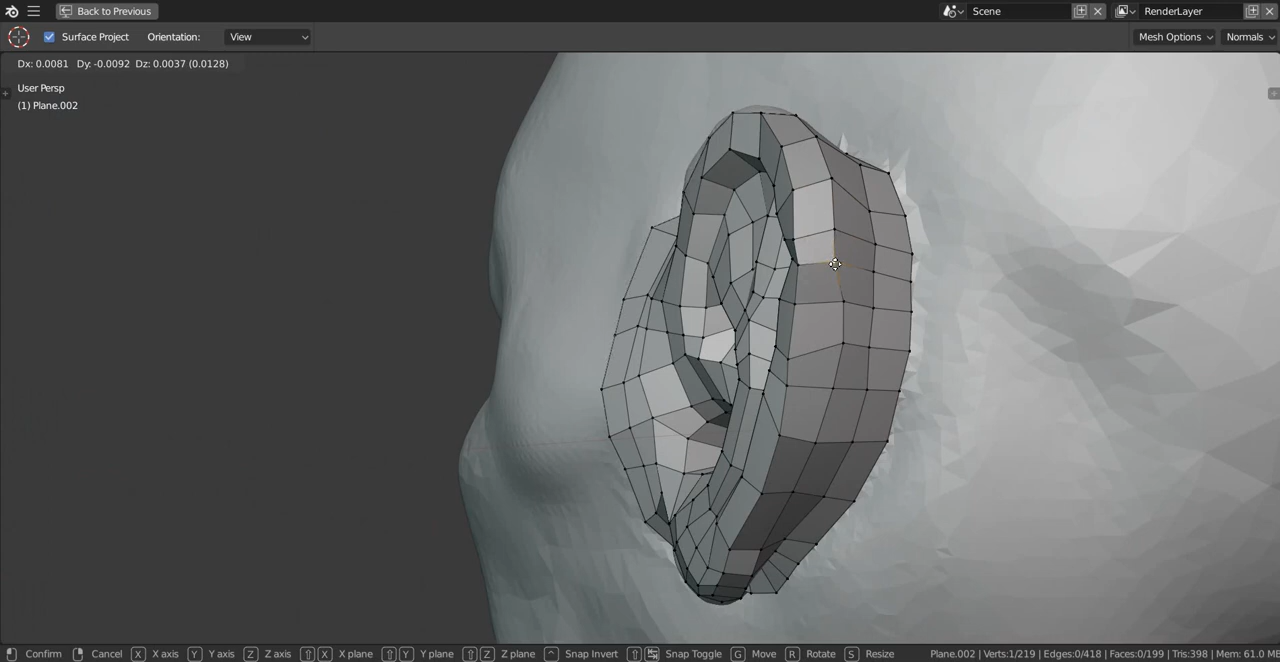 Back to Previous
Scene
RenderLayer
Surface Project
Orientation:
View
Mesh Options
Normals
Dx: 0.0081 Dy: -0.0092 Dz: 0.0037 (0.0128)
User Persp
(1) Plane.002
Confirm Cancel X X axis Y Y axis Z Z axis X X plane Y Y plane Z Z plane ^ Snap Invert Snap Toggle G Move R Rotate S Resize Plane.002 | Verts:1/219 | Edges:0/418 | Faces:0/199 | Tris:398 | Mem: 61.0 M